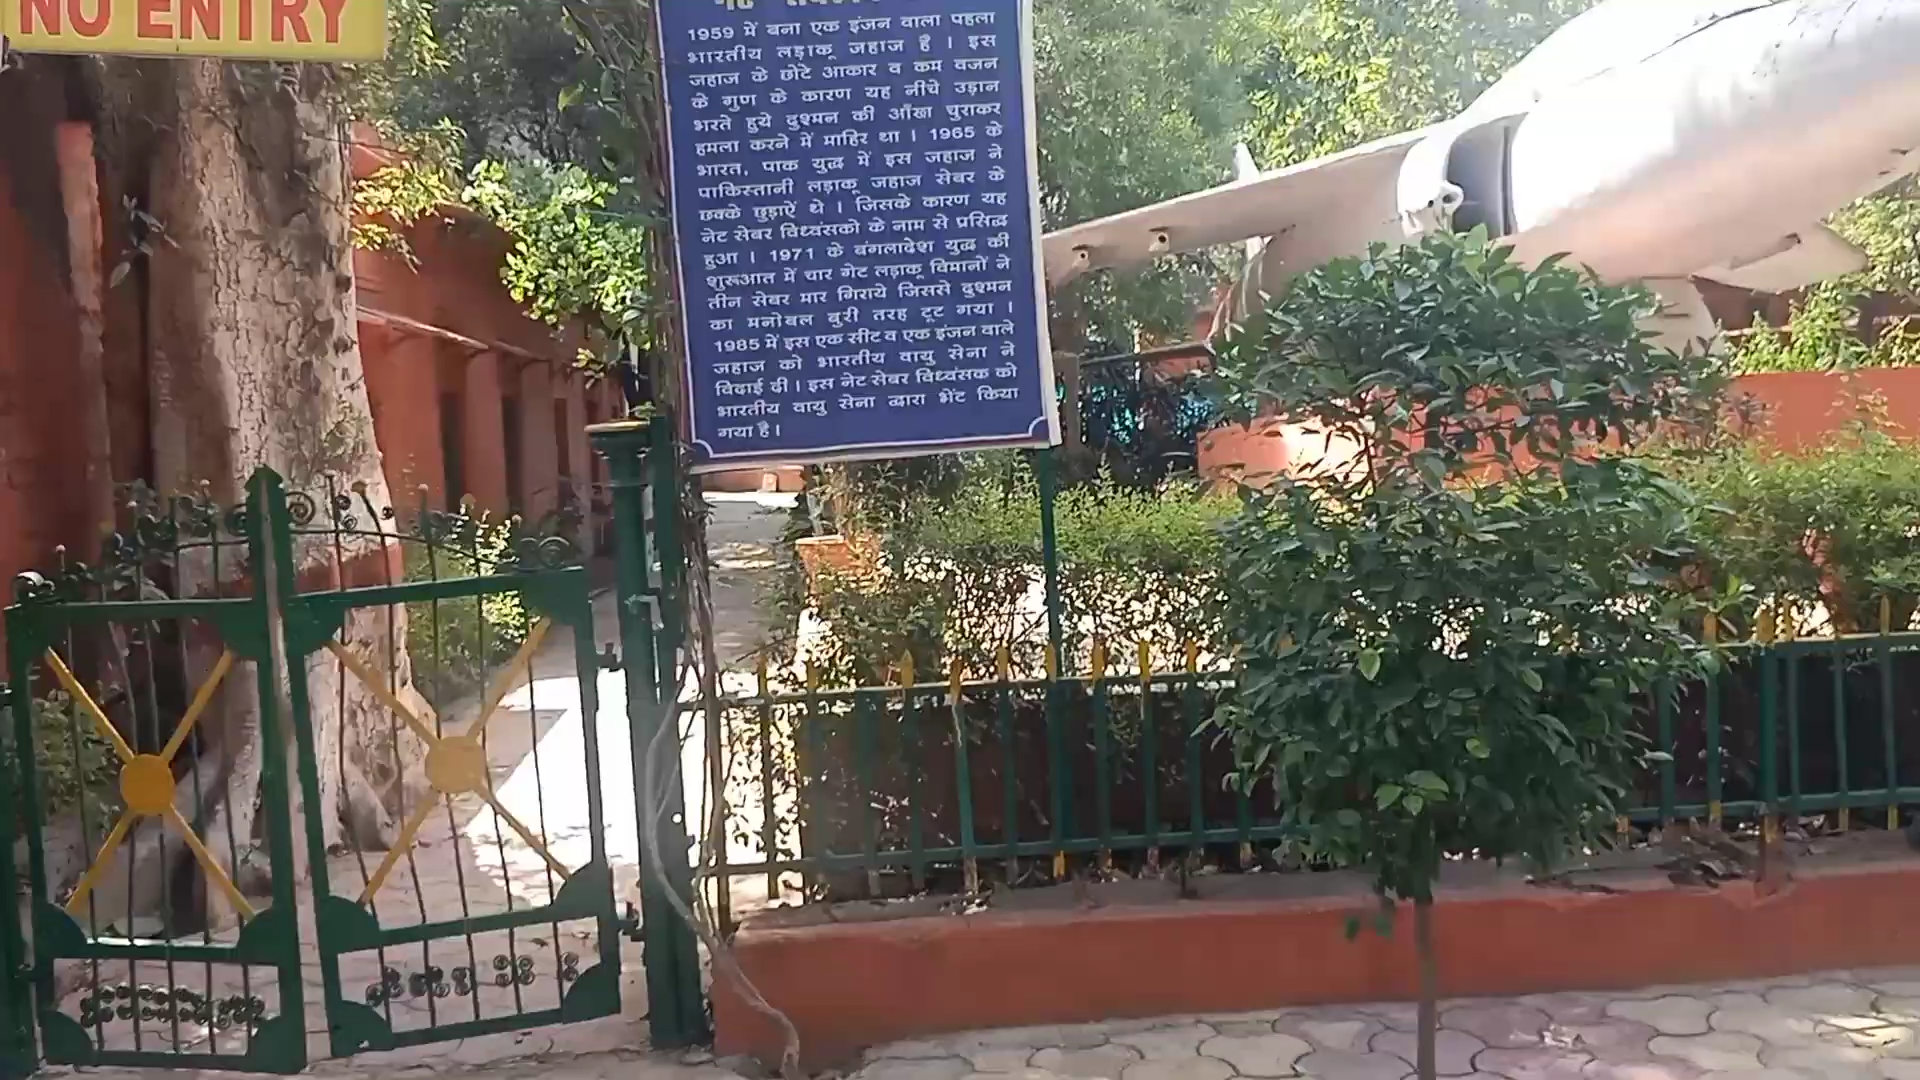 NO ENTRY
1959 में बना एक इंजन वाला पहला
भारतीय लड़ाकू जहाज है । इस
जहाज के छोटे आकार व कम वजन
के गुण के कारण यह नीचे उड़ान
भरते हुये दुश्मन की आँखा चुराकर
हमला करने में माहिर था । 1965 के
भारत, पाक युद्ध में इस जहाज ने
पाकिस्तानी लड़ाकू जहाज सेबर के
छक्के छुड़ाऐं थे । जिसके कारण यह
नेट सेबर विध्वंसको के नाम से प्रसिद्ध
हुआ । 1971 के बंगलादेश युद्ध की
शुरूआत में चार गेट लड़ाकू विमानों ने
तीन सेबर मार गिराये जिससे दुश्मन
का मनोबल बुरी तरह टूट गया ।
1985 में इस एक सीट व एक इंजन वाले
जहाज को भारतीय वायु सेना ने
विदाई दी । इस नेट सेबर विध्वंसक को
भारतीय वायु सेना द्वारा भेंट किया
गया है ।